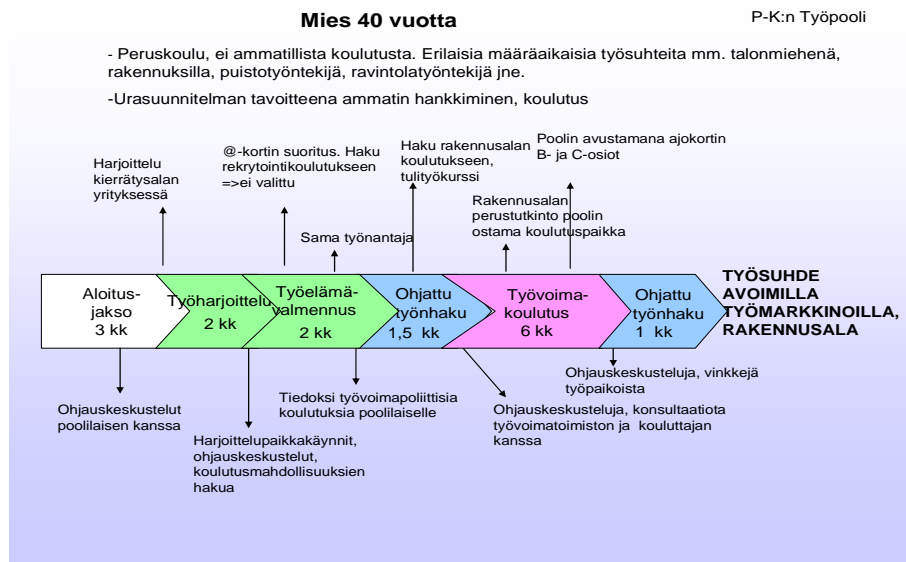 Mies 40 vuotta
P-K:n Työpooli
- Peruskoulu, ei ammatillista koulutusta. Erilaisia määräaikaisia työsuhteita mm. talonmiehenä,
rakennuksilla, puistotyöntekijä, ravintolatyöntekijä jne.
-Urasuunnitelman tavoitteena ammatin hankkiminen, koulutus
Harjoittelu
kierrätysalan
yrityksessä
@-kortin suoritus. Haku
rekrytointikoulutukseen
=>ei valittu
Sama työnantaja
Haku rakennusalan
koulutukseen,
tulityökurssi
Rakennusalan
perustutkinto poolin
ostama koulutuspaikka
Poolin avustamana ajokortin
B- ja C-osiot
Aloitus-
jakso
3 kk
Työharjoittelu
2 kk
Työelämä-
valmennus
2 kk
Ohjattu
työnhaku
1,5 kk
Työvoima-
koulutus
6 kk
Ohjattu
työnhaku
1 kk
TYÖSUHDE
AVOIMILLA
TYÖMARKKINOILLA,
RAKENNUSALA
Ohjauskeskustelut
poolilaisen kanssa
Harjoittelupaikkakäynnit,
ohjauskeskustelut,
koulutusmahdollisuuksien
hakua
Tiedoksi työvoimapoliittisia
koulutuksia poolilaiselle
Ohjauskeskusteluja, konsultaatiota
työvoimatoimiston ja kouluttajan
kanssa
Ohjauskeskusteluja, vinkkejä
työpaikoista